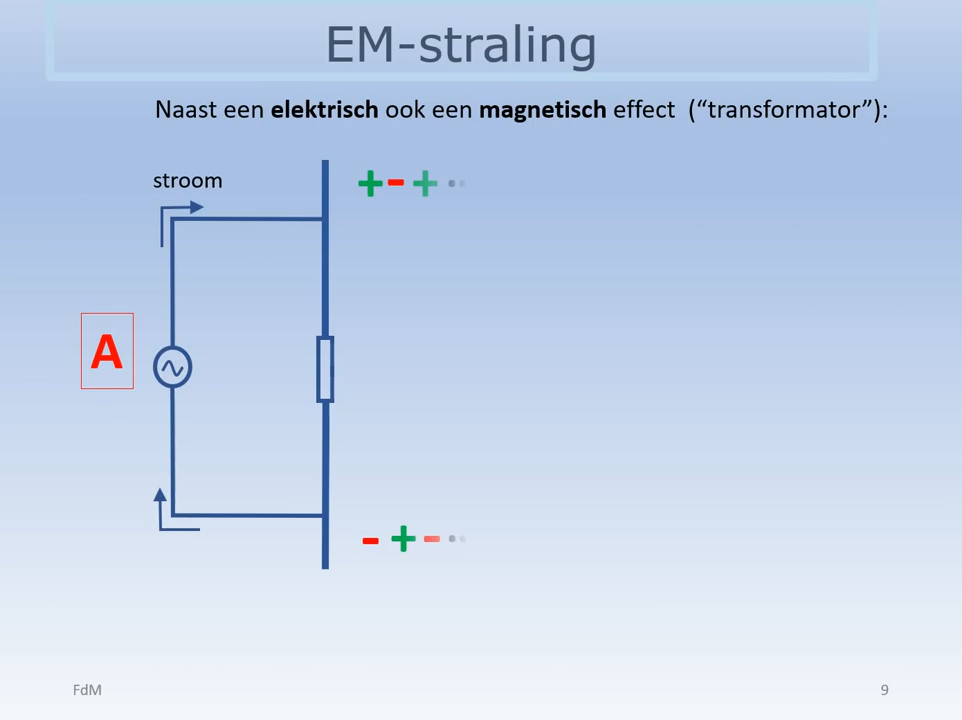 EM-straling
Naast een elektrisch ook een magnetisch effect (“transformator”):
stroom
+ - +
A
- + -
FdM
9